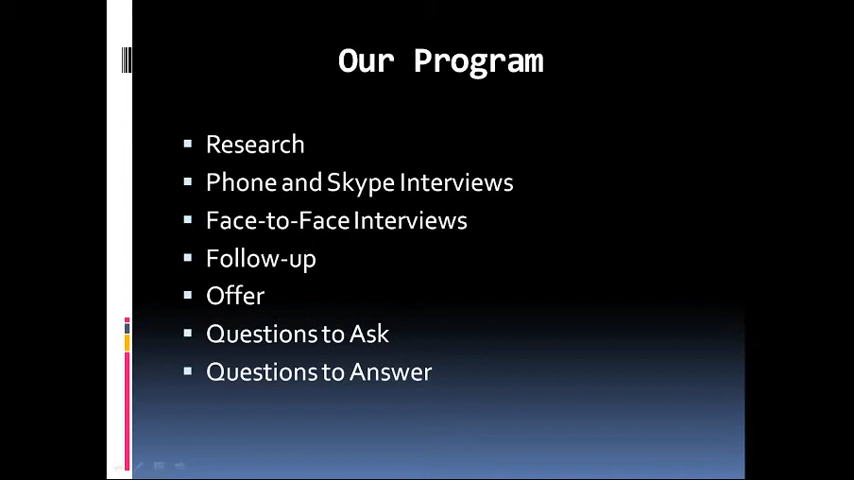 Our Program
Research
Phone and Skype Interviews
Face-to-Face Interviews
Follow-up
Offer
Questions to Ask
Questions to Answer